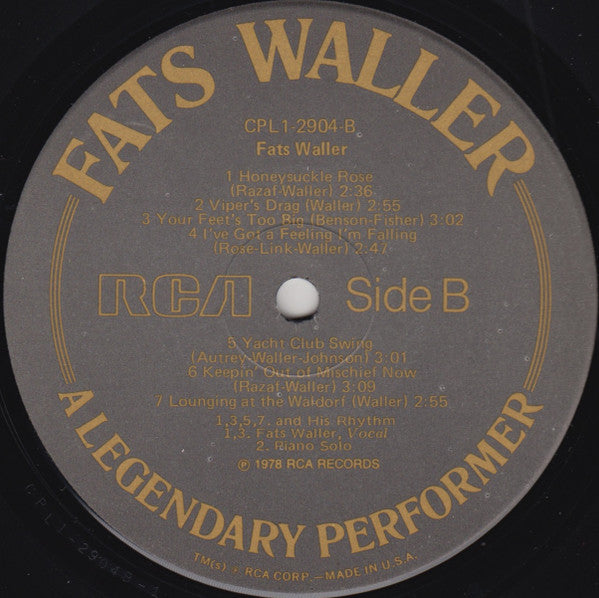 FATS WALLER
CPL1-2904-B
Fats Waller
1 Honeysuckle Rose
(Razaf-Waller) 2:36
2 Viper's Drag (Waller) 2:55
3 Your Feet's Too Big (Benson-Fisher) 3:02
4 I've Got a Feeling I'm Falling
(Rose-Link-Waller) 2:47
RCA Side B
5 Yacht Club Swing
(Autrey-Waller-Johnson) 3:01
6 Keepin' Out of Mischief Now
(Razaf-Waller) 3:09
7 Lounging at the Waldorf (Waller) 2:55
1,3,5,7. and His Rhythm
1,3. Fats Waller, Vocal
2. Piano Solo
℗ 1978 RCA RECORDS
A LEGENDARY PERFORMER
TM(s) RCA CORP.—MADE IN U.S.A.